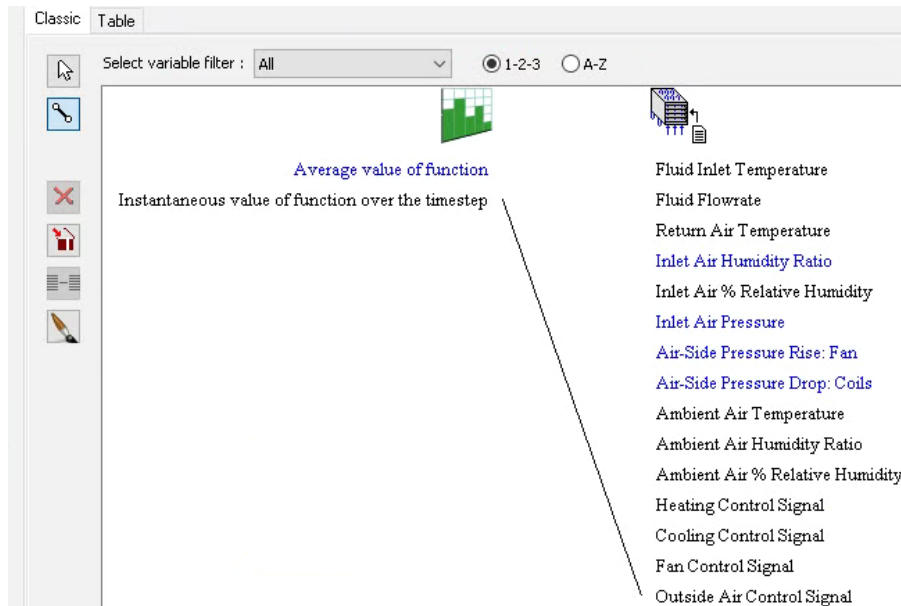 Classic Table
Select variable filter : All 1-2-3 A-Z
Average value of function
Instantaneous value of function over the timestep
Fluid Inlet Temperature
Fluid Flowrate
Return Air Temperature
Inlet Air Humidity Ratio
Inlet Air % Relative Humidity
Inlet Air Pressure
Air-Side Pressure Rise: Fan
Air-Side Pressure Drop: Coils
Ambient Air Temperature
Ambient Air Humidity Ratio
Ambient Air % Relative Humidity
Heating Control Signal
Cooling Control Signal
Fan Control Signal
Outside Air Control Signal